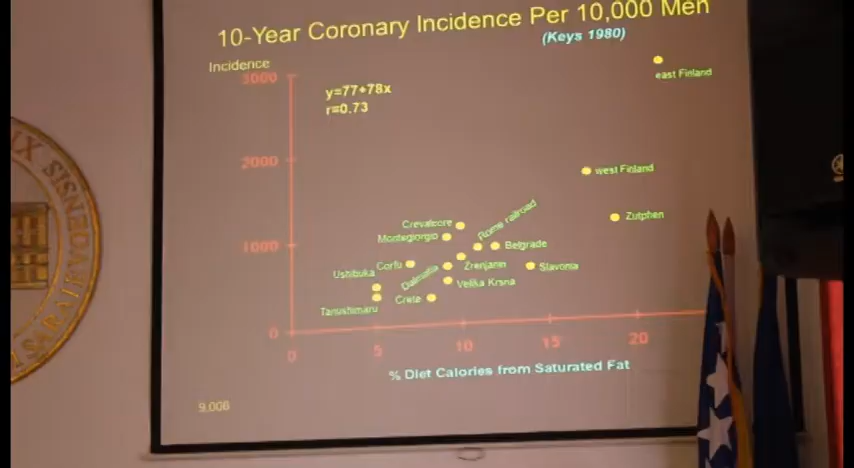 10-Year Coronary Incidence Per 10,000 Men
(Keys 1980)
Incidence
3000
east Finland
y=77+78x
r=0.73
2000
west Finland
Crevalcore
Rome railroad
Zutphen
Montegiorgio
1000
Belgrade
Corfu
Ushibuka
Dalmatia
Zrenjanin
Slavonia
Velika Krsna
Crete
Tanushimaru
0
0
5
10
15
20
% Diet Calories from Saturated Fat
9.006